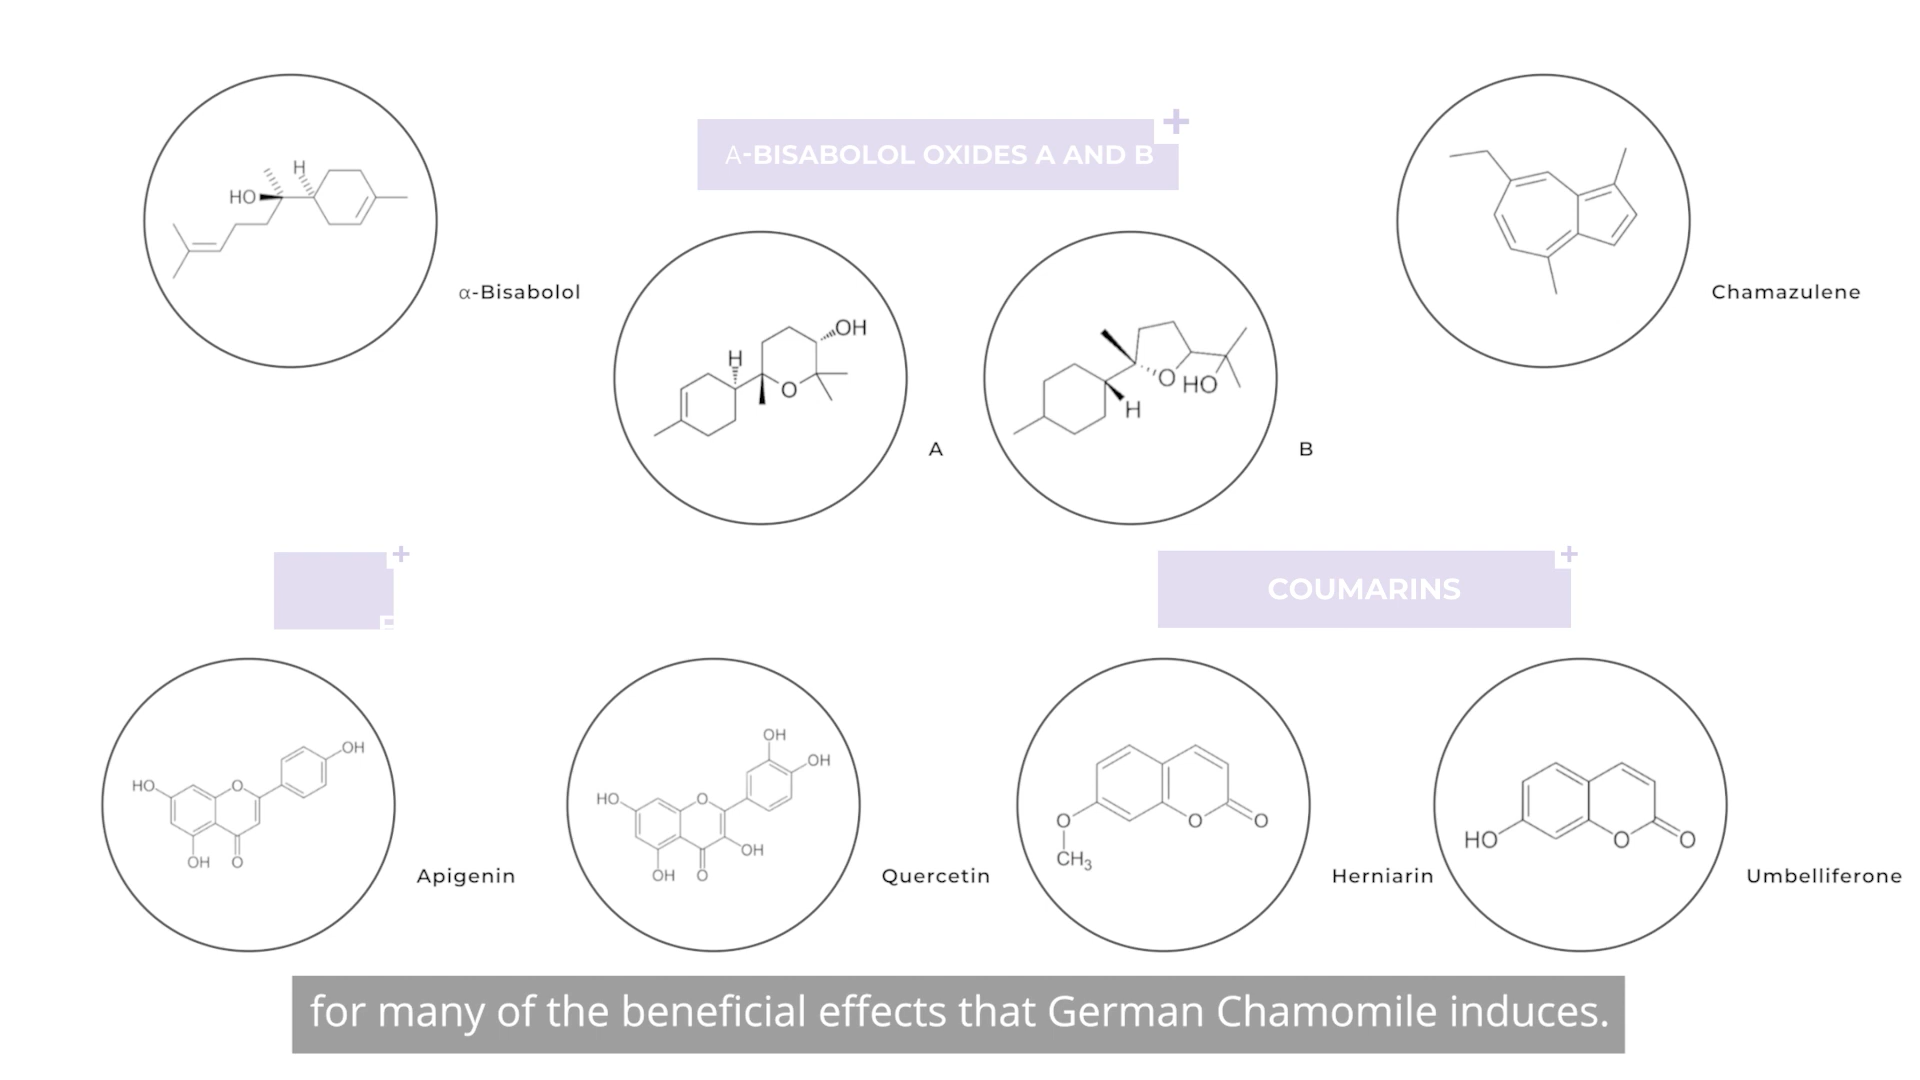 H
HO
α-Bisabolol
A-BISABOLOL OXIDES A AND B
Chamazulene
H
OH
O
A
O
HO
H
B
COUMARINS
HO
O
OH
OH
O
Apigenin
OH
OH
HO
O
OH
OH
O
Quercetin
O
O
O
CH3
Herniarin
HO
O
O
Umbelliferone
for many of the beneficial effects that German Chamomile induces.